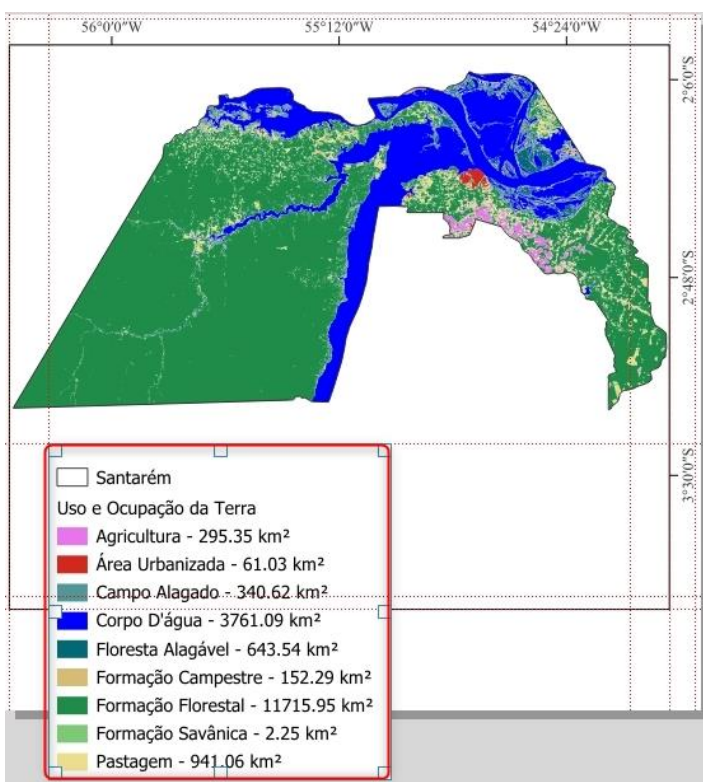 56°0'0"W
55°12'0"W
54°24'0"W
2°6'0"S
2°48'0"S
3°30'0"S
Santarém
Uso e Ocupação da Terra
Agricultura - 295.35 km²
Área Urbanizada - 61.03 km²
Campo Alagado - 340.62 km²
Corpo D'água - 3761.09 km²
Floresta Alagável - 643.54 km²
Formação Campestre - 152.29 km²
Formação Florestal - 11715.95 km²
Formação Savânica - 2.25 km²
Pastagem - 941.06 km²